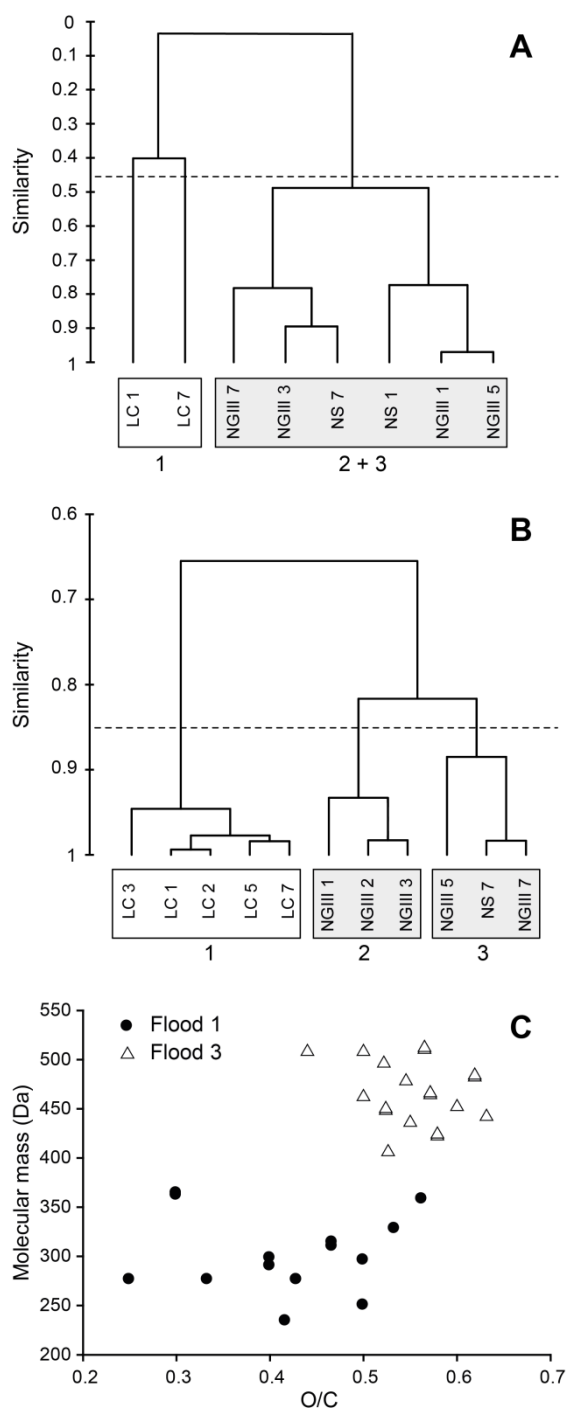 A
Similarity
0
0.1
0.2
0.3
0.4
0.5
0.6
0.7
0.8
0.9
1
LC 1
LC 7
NGIII 7
NGIII 3
NS 7
NS 1
NGIII 1
NGIII 5
1
2 + 3
B
Similarity
0.6
0.7
0.8
0.9
1
LC 3
LC 1
LC 2
LC 5
LC 7
NGIII 1
NGIII 2
NGIII 3
NGIII 5
NS 7
NGIII 7
1
2
3
C
Flood 1
Flood 3
Molecular mass (Da)
550
500
450
400
350
300
250
200
0.2
0.3
0.4
0.5
0.6
0.7
O/C